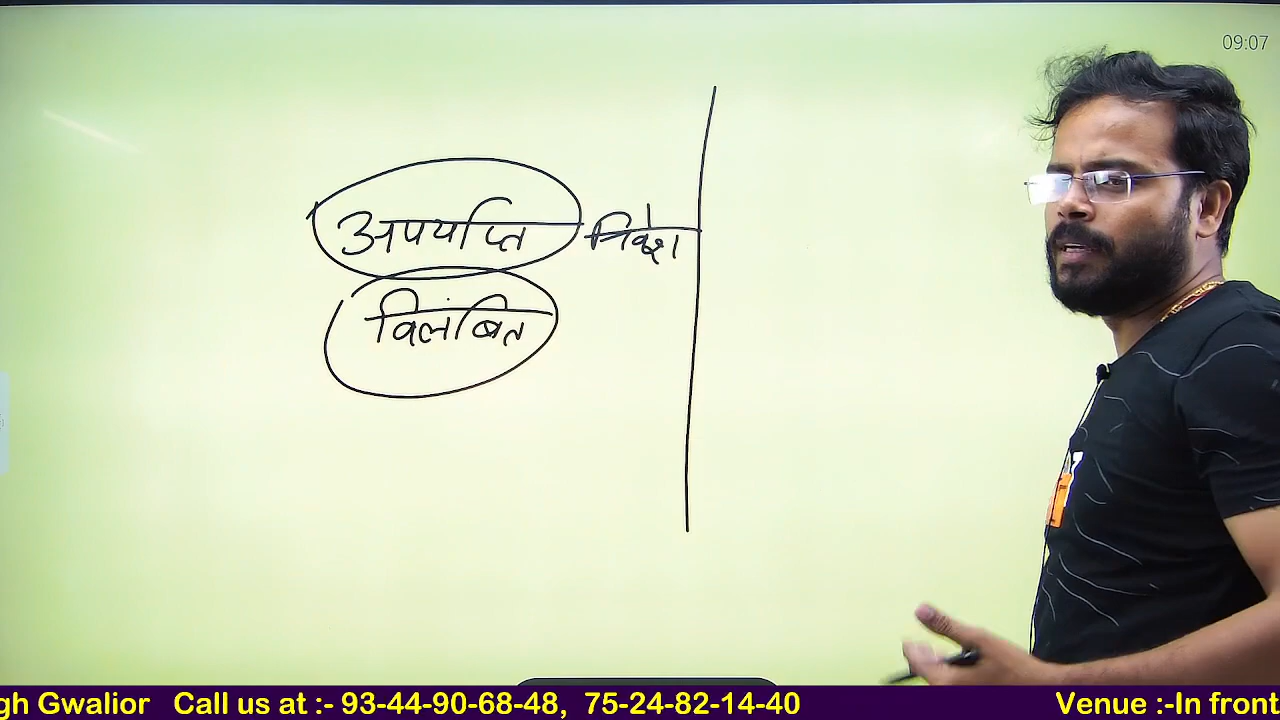 09:07
अपर्याप्त निवेश
विलंबित
gh Gwalior Call us at :- 93-44-90-68-48, 75-24-82-14-40 Venue :-In front